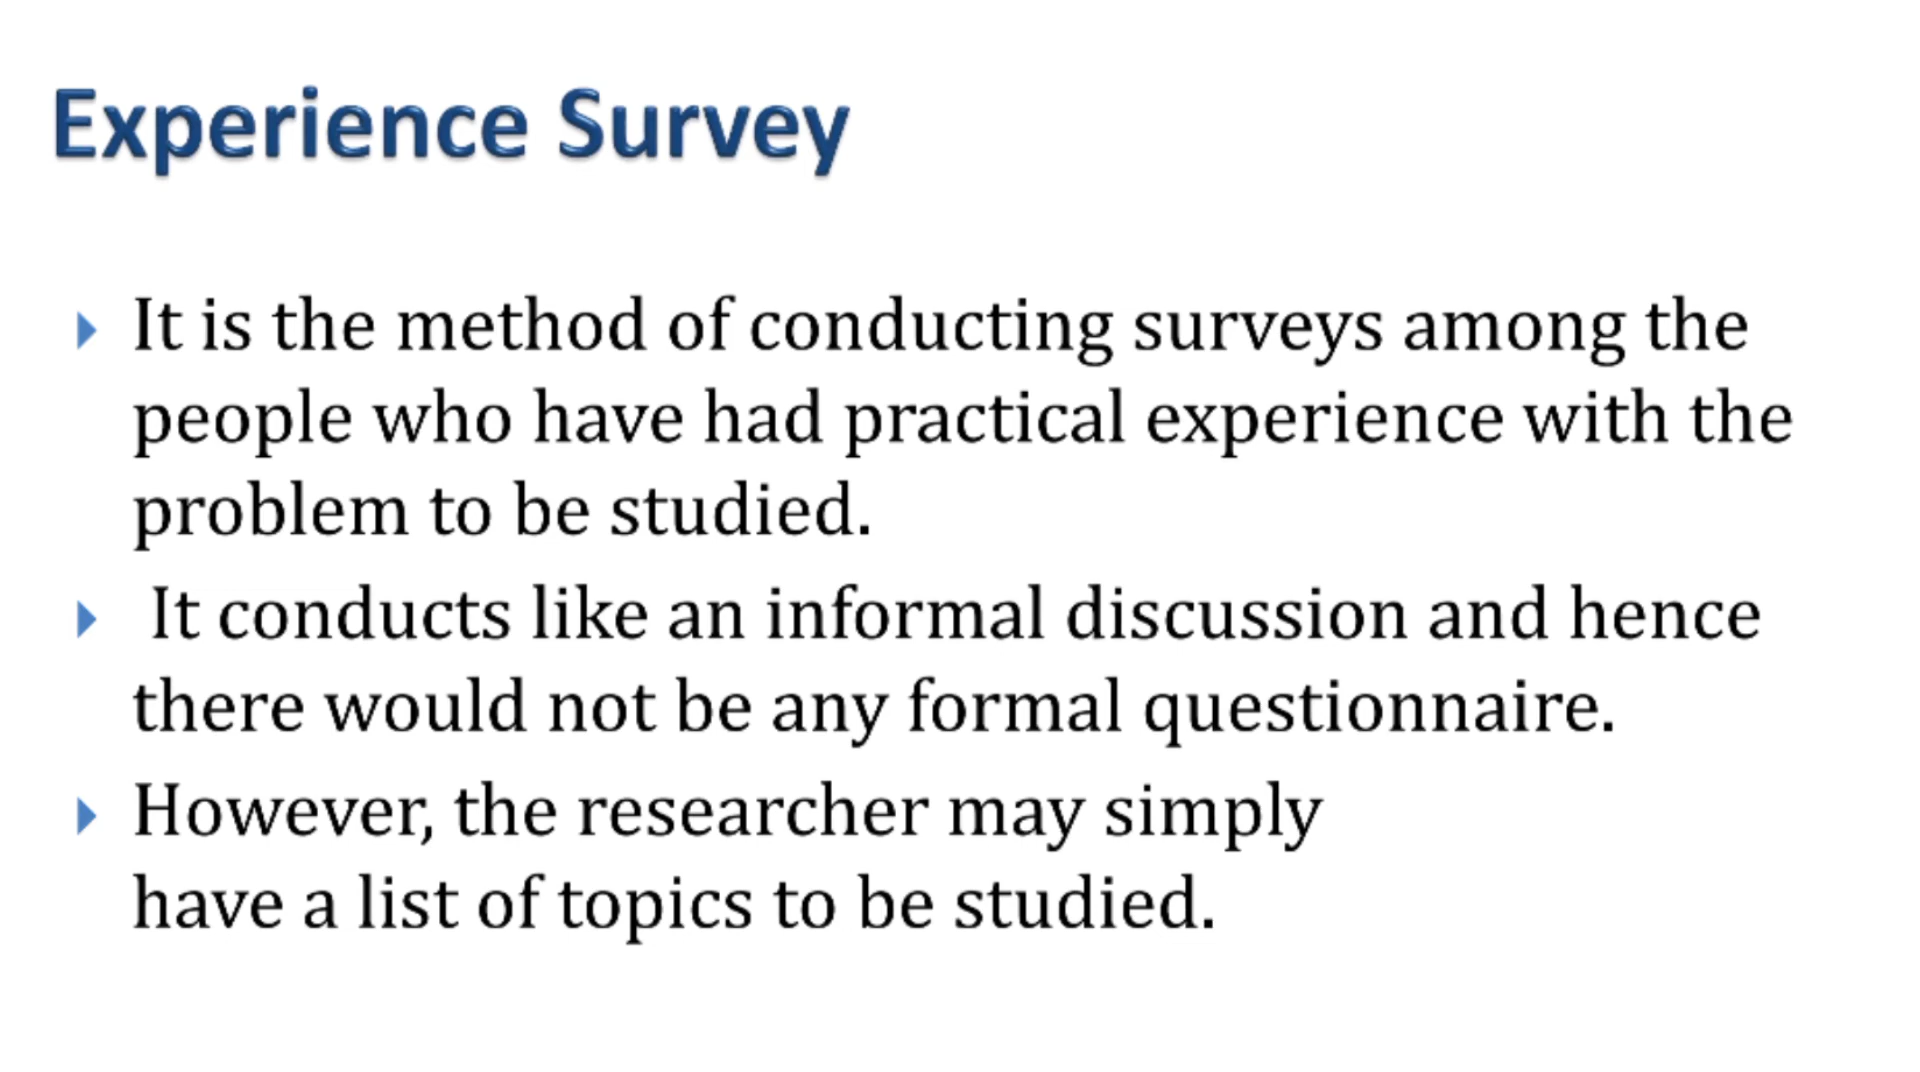 Experience Survey
It is the method of conducting surveys among the
people who have had practical experience with the
problem to be studied.
It conducts like an informal discussion and hence
there would not be any formal questionnaire.
However, the researcher may simply
have a list of topics to be studied.